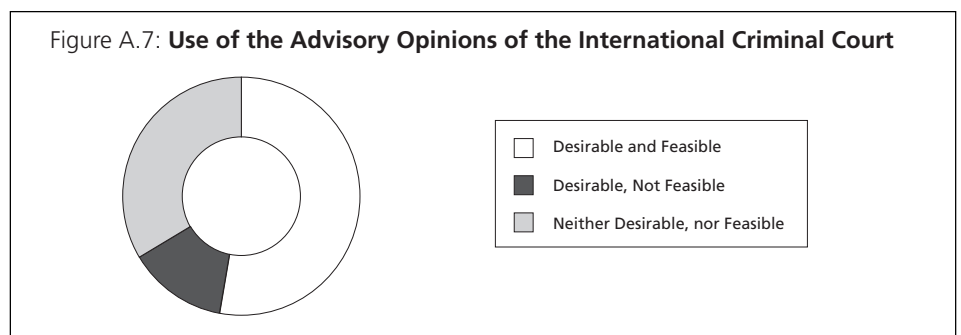 Figure A.7: Use of the Advisory Opinions of the International Criminal Court
Desirable and Feasible
Desirable, Not Feasible
Neither Desirable, nor Feasible